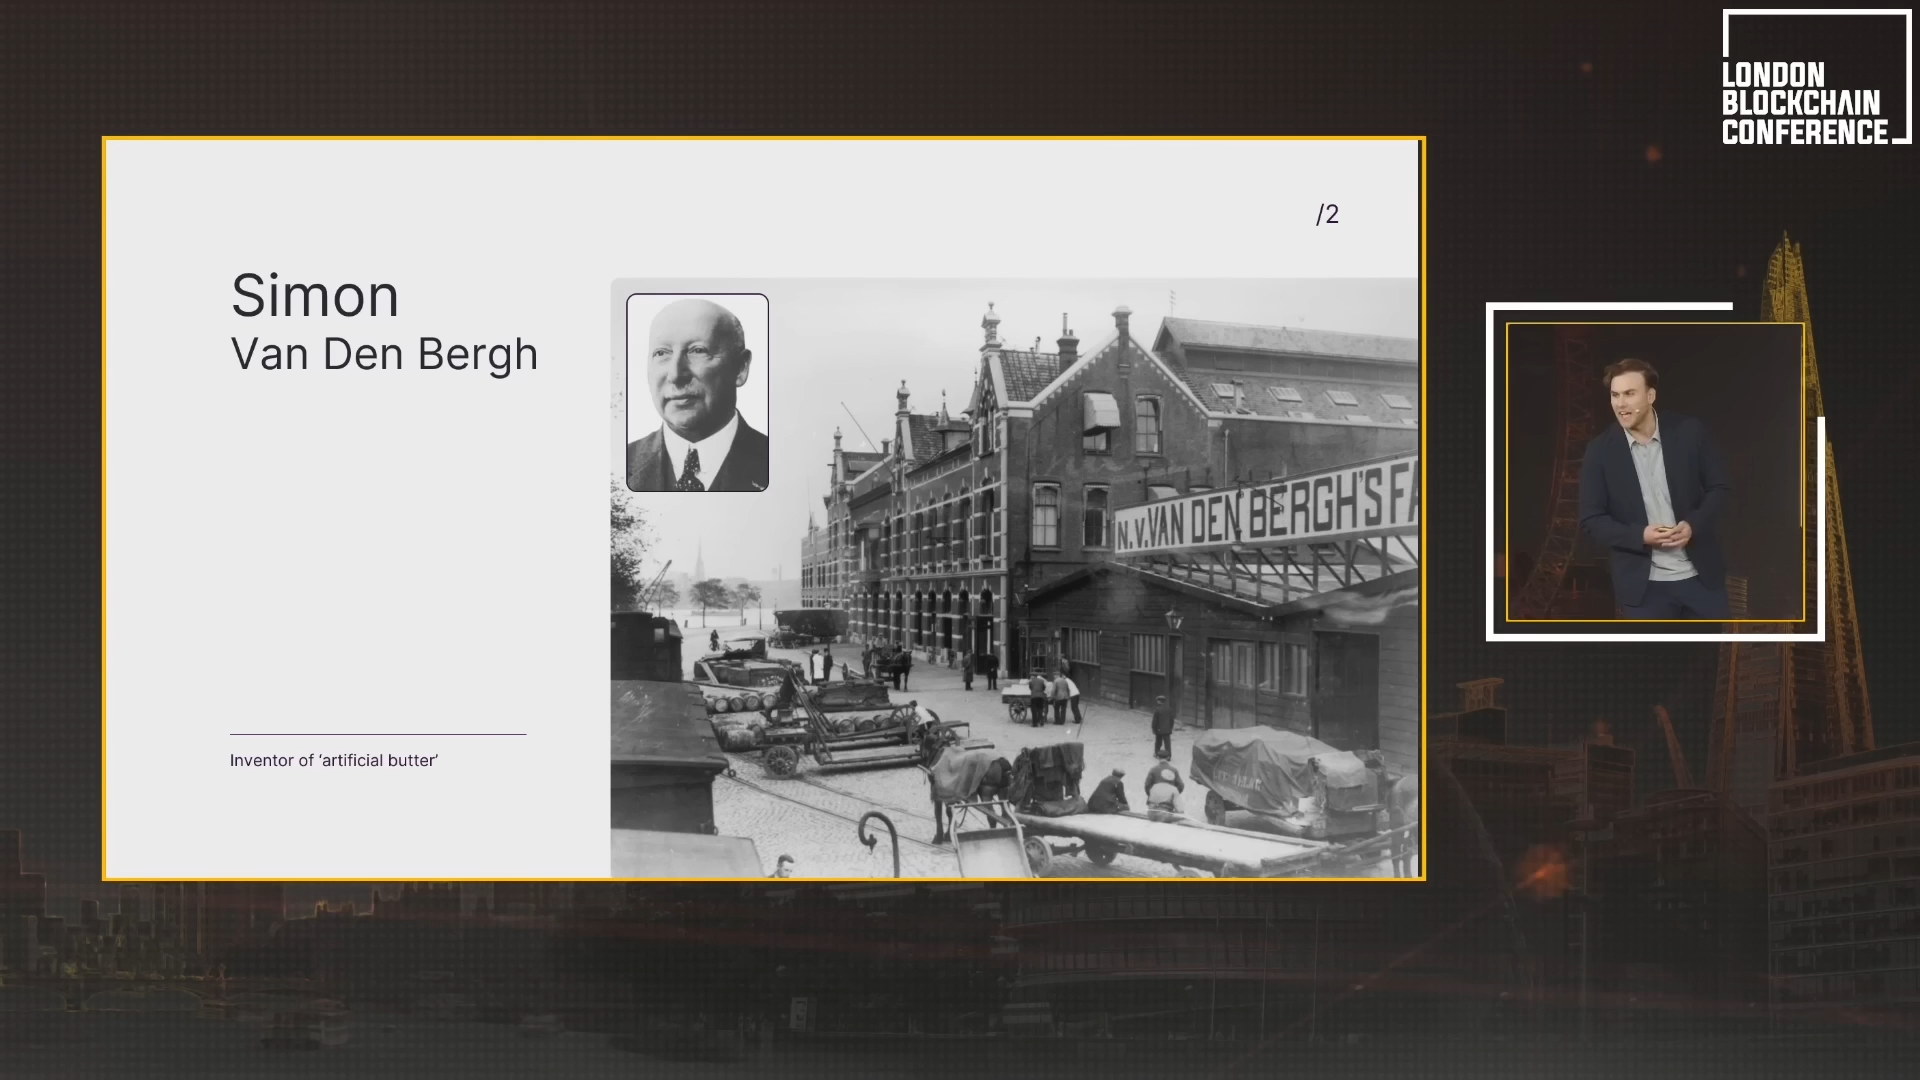 LONDON
BLOCKCHAIN
CONFERENCE
/2
Simon
Van Den Bergh
N.V. VAN DEN BERGH'S FA
Inventor of ‘artificial butter’